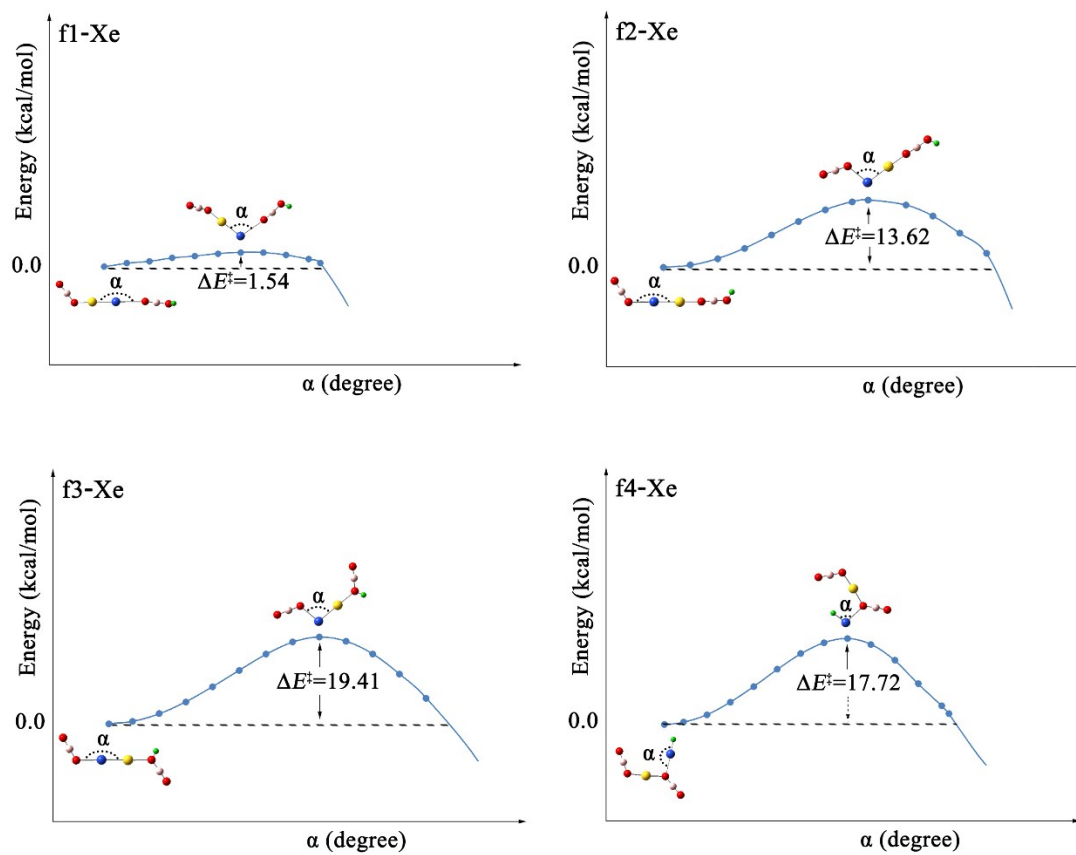 f1-Xe
Energy (kcal/mol)
0.0
α
α
ΔE‡=1.54
α (degree)
f2-Xe
Energy (kcal/mol)
0.0
α
α
ΔE‡=13.62
α (degree)
f3-Xe
Energy (kcal/mol)
0.0
α
α
ΔE‡=19.41
α (degree)
f4-Xe
Energy (kcal/mol)
0.0
α
α
ΔE‡=17.72
α (degree)